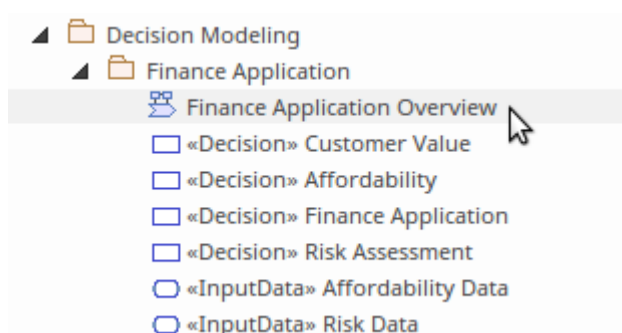 Decision Modeling
Finance Application
Finance Application Overview
«Decision» Customer Value
«Decision» Affordability
«Decision» Finance Application
«Decision» Risk Assessment
«InputData» Affordability Data
«InputData» Risk Data